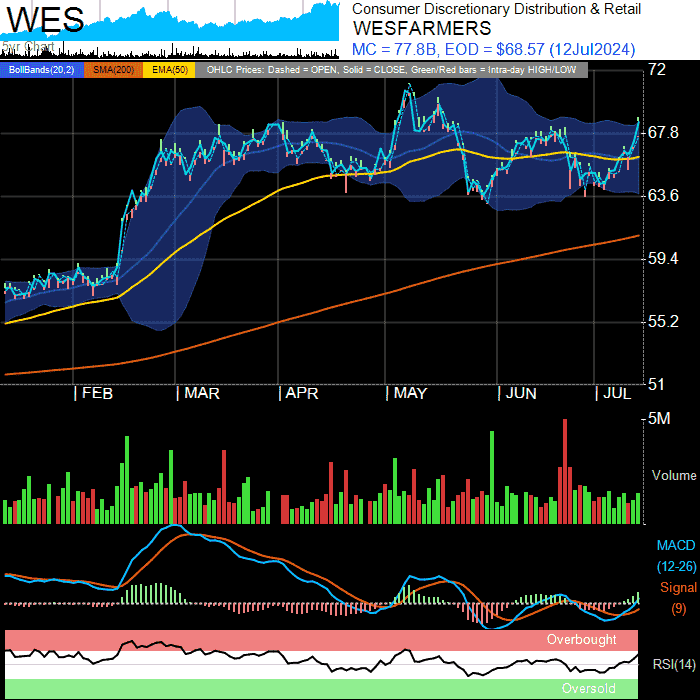 WES
5yr Chart
Consumer Discretionary Distribution & Retail
WESFARMERS
MC = 77.8B, EOD = $68.57 (12Jul2024)
BollBands(20,2) SMA(200) EMA(50) OHLC Prices: Dashed = OPEN, Solid = CLOSE, Green/Red bars = Intra-day HIGH/LOW
72
67.8
63.6
59.4
55.2
51
| FEB | MAR | APR | MAY | JUN | JUL
5M
Volume
MACD
(12-26)
Signal
(9)
Overbought
RSI(14)
Oversold